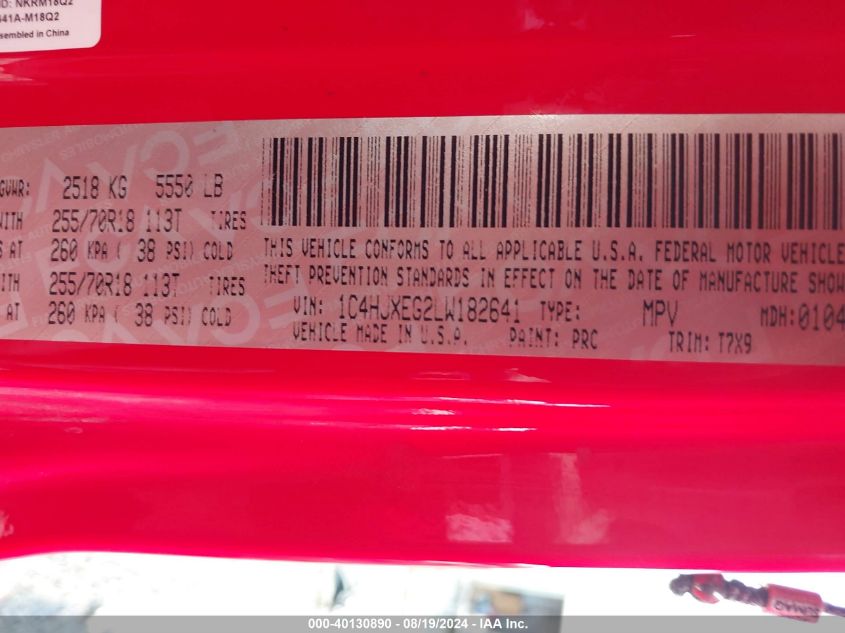 ID: NKRM18Q2
641A-M18Q2
ssembled in China
GVWR: 2518 KG 5550 LB
WITH 255/70R18 113T TIRES
S AT 260 KPA ( 38 PSI) COLD
WITH 255/70R18 113T TIRES
AT 260 KPA ( 38 PSI) COLD
THIS VEHICLE CONFORMS TO ALL APPLICABLE U.S.A. FEDERAL MOTOR VEHICLE
THEFT PREVENTION STANDARDS IN EFFECT ON THE DATE OF MANUFACTURE SHOW
VIN: 1C4HJXEG2LW182641 TYPE: MPV MDH:0104
VEHICLE MADE IN U.S.A. PAINT: PRC TRIM: T7X9
00-40130890 - 08/19/2024 - IAA Inc.